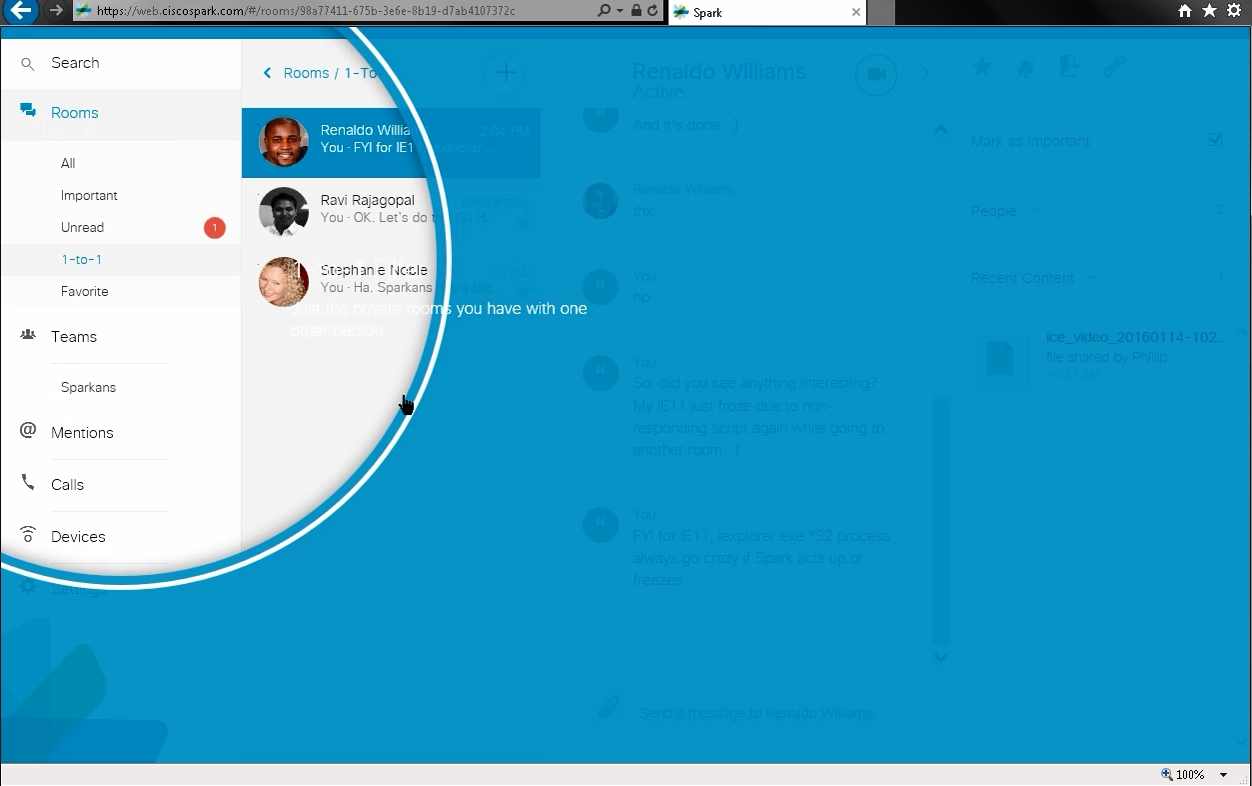 https://web.ciscospark.com/#/rooms/98a77411-675b-3e6e-8b19-d7ab4107372c
Spark
Search
Rooms
All
Important
Unread
1
1-to-1
Favorite
Teams
Sparkans
Mentions
Calls
Devices
Settings
Rooms / 1-To
Renaldo Willia
2:04 PM
You · FYI for IE11 iexplorer...
Ravi Rajagopal
You · OK. Let's do
Stephanie Noble
You · Ha. Sparkans
Just the private rooms you have with one
other person.
Renaldo Williams
Active
And it's done. :)
Renaldo Williams
thx
You
np
You
So, did you see anything interesting?
My IE11 just froze due to non-
responding script again while going to
another room. :(
You
FYI for IE11, iexplorer.exe *32 process
always go crazy if Spark acts up or
freezes.
Send a message to Renaldo Williams.
Mark as Important
People
2
Recent Content
1
ice_video_20160114-102...
file shared by Phillip
10:37 AM
100%